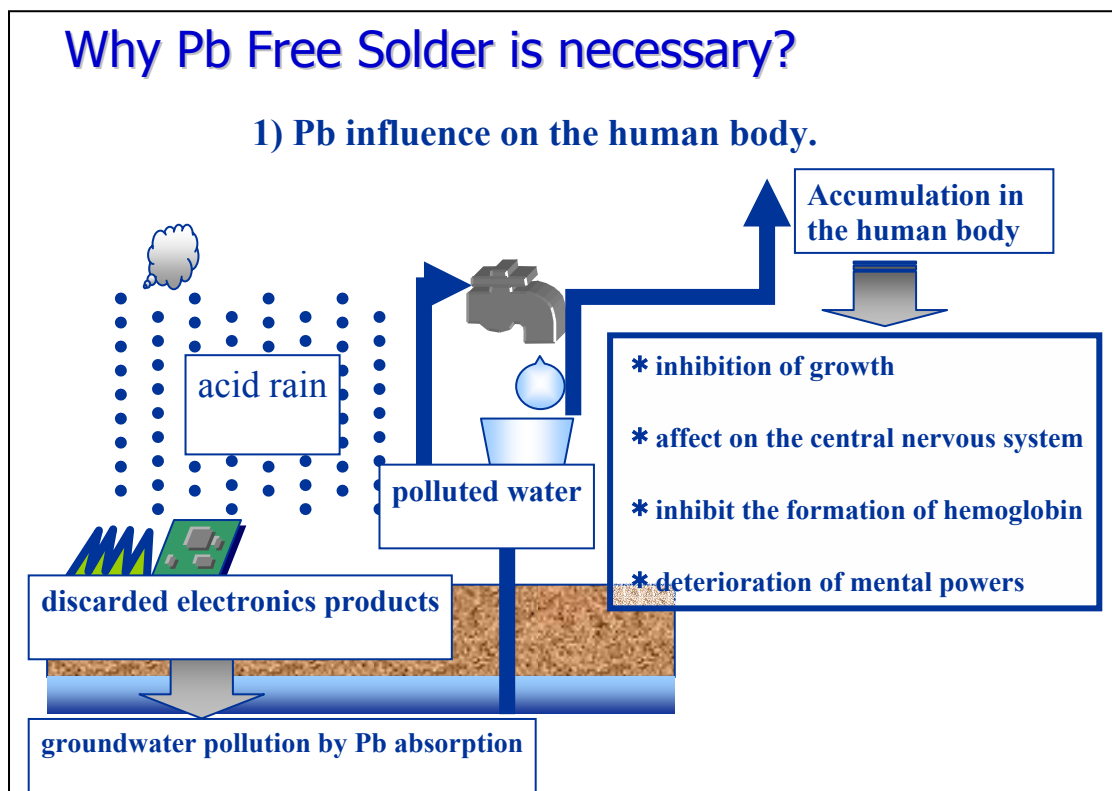 Why Pb Free Solder is necessary?
1) Pb influence on the human body.
Accumulation in
the human body
acid rain
* inhibition of growth
* affect on the central nervous system
polluted water
* inhibit the formation of hemoglobin
* deterioration of mental powers
discarded electronics products
groundwater pollution by Pb absorption